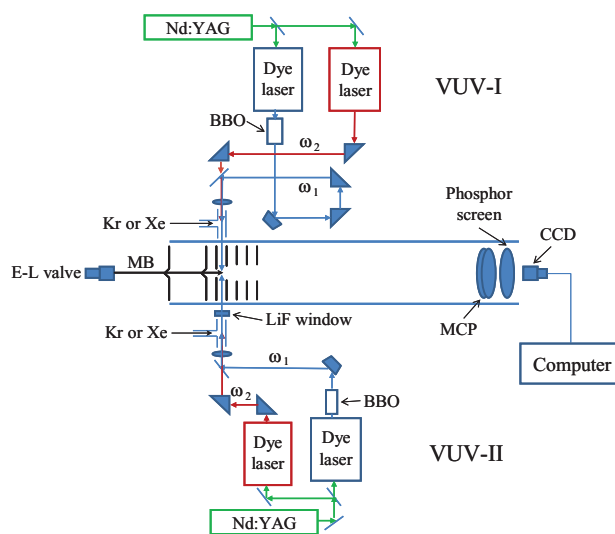 Nd:YAG
Dye
laser
Dye
laser
VUV-I
BBO
ω2
ω1
Phosphor
screen
Kr or Xe
CCD
MB
E-L valve
LiF window
MCP
Kr or Xe
ω1
Computer
ω2
BBO
Dye
laser
Dye
laser
VUV-II
Nd:YAG